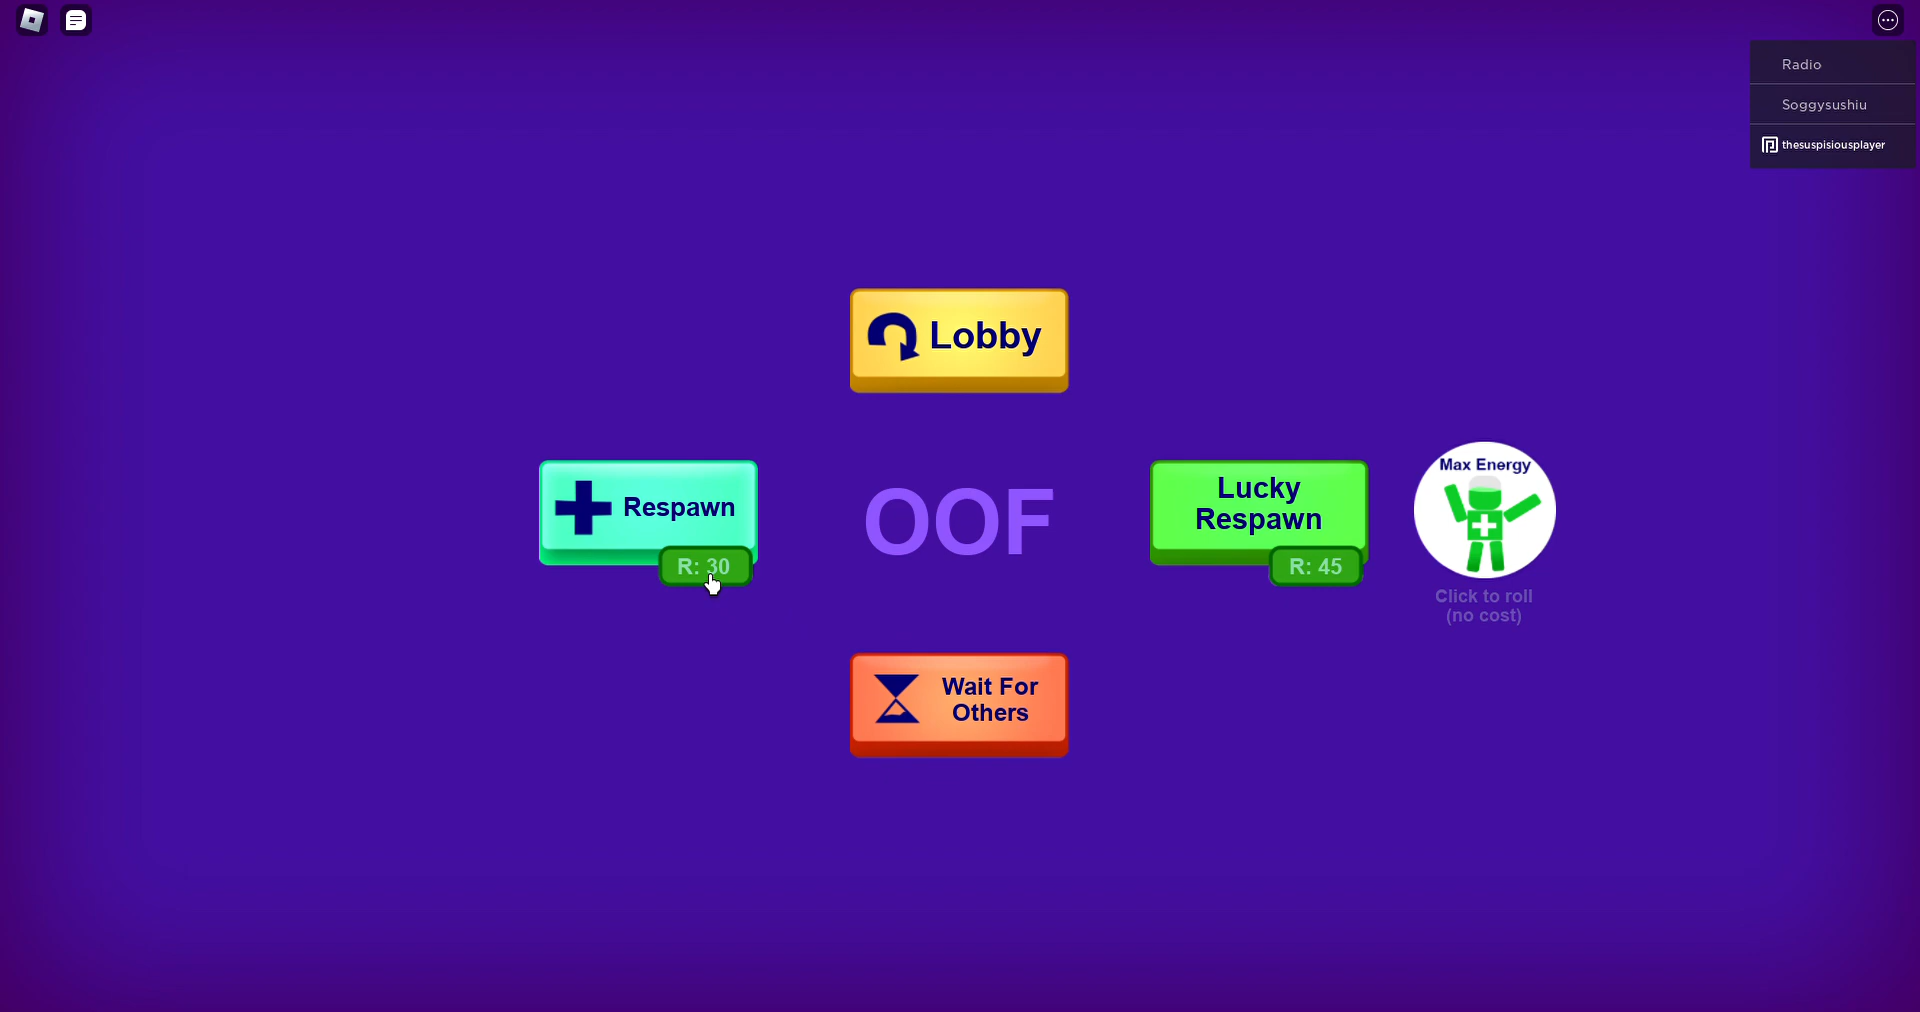 Radio
Soggysushiu
thesuspisiousplayer
Lobby
Respawn
R: 30
OOF
Lucky
Respawn
R: 45
Max Energy
Click to roll
(no cost)
Wait For
Others